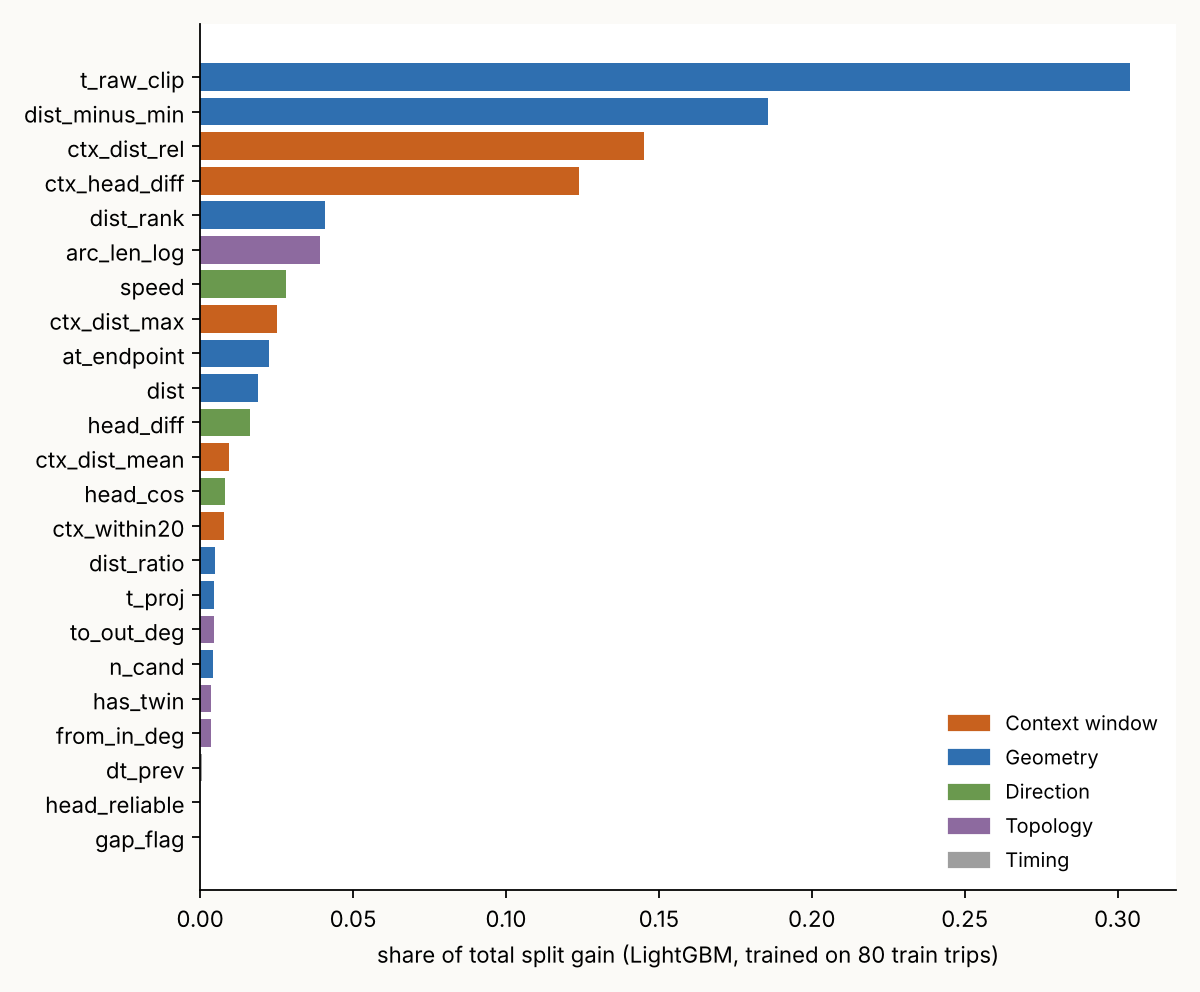 t_raw_clip
dist_minus_min
ctx_dist_rel
ctx_head_diff
dist_rank
arc_len_log
speed
ctx_dist_max
at_endpoint
dist
head_diff
ctx_dist_mean
head_cos
ctx_within20
dist_ratio
t_proj
to_out_deg
n_cand
has_twin
from_in_deg
dt_prev
head_reliable
gap_flag
Context window
Geometry
Direction
Topology
Timing
0.00 0.05 0.10 0.15 0.20 0.25 0.30
share of total split gain (LightGBM, trained on 80 train trips)